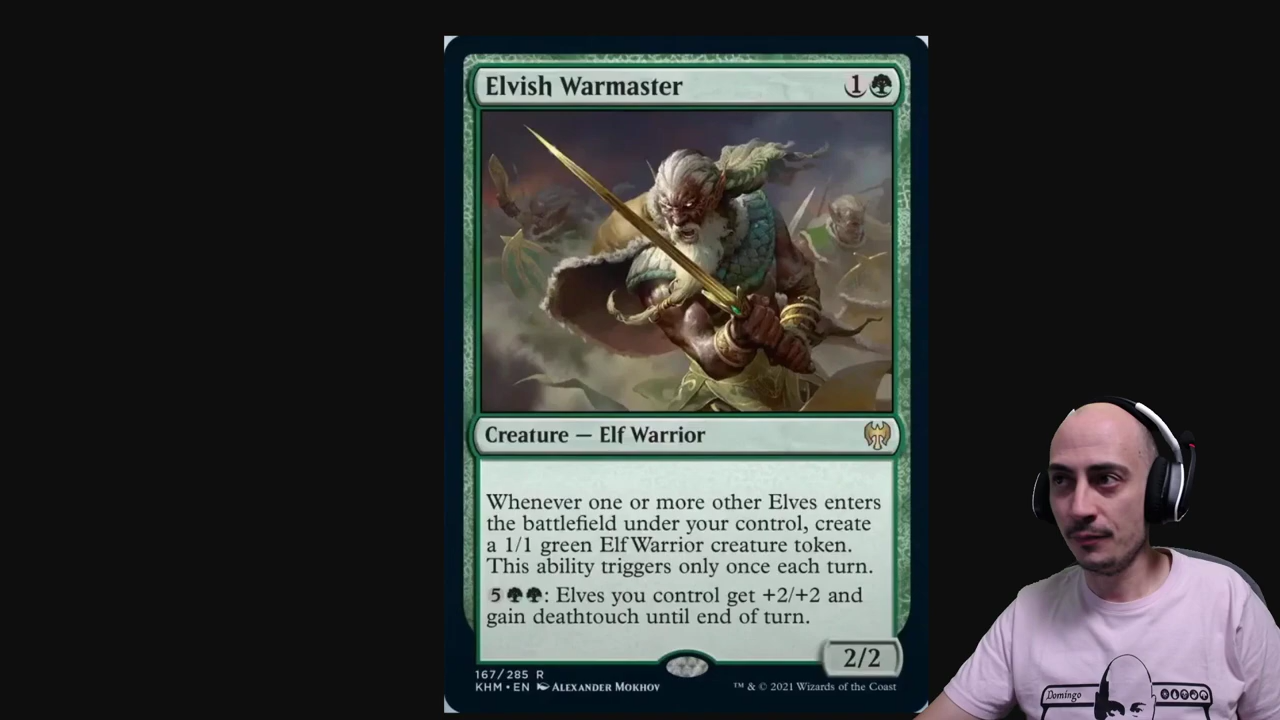 Elvish Warmaster 1
Creature — Elf Warrior
Whenever one or more other Elves enters
the battlefield under your control, create
a 1/1 green Elf Warrior creature token.
This ability triggers only once each turn.
5: Elves you control get +2/+2 and
gain deathtouch until end of turn.
2/2
167/285 R
KHM • EN ALEXANDER MOKHOV
™ & © 2021 Wizards of the Coast
Domingo